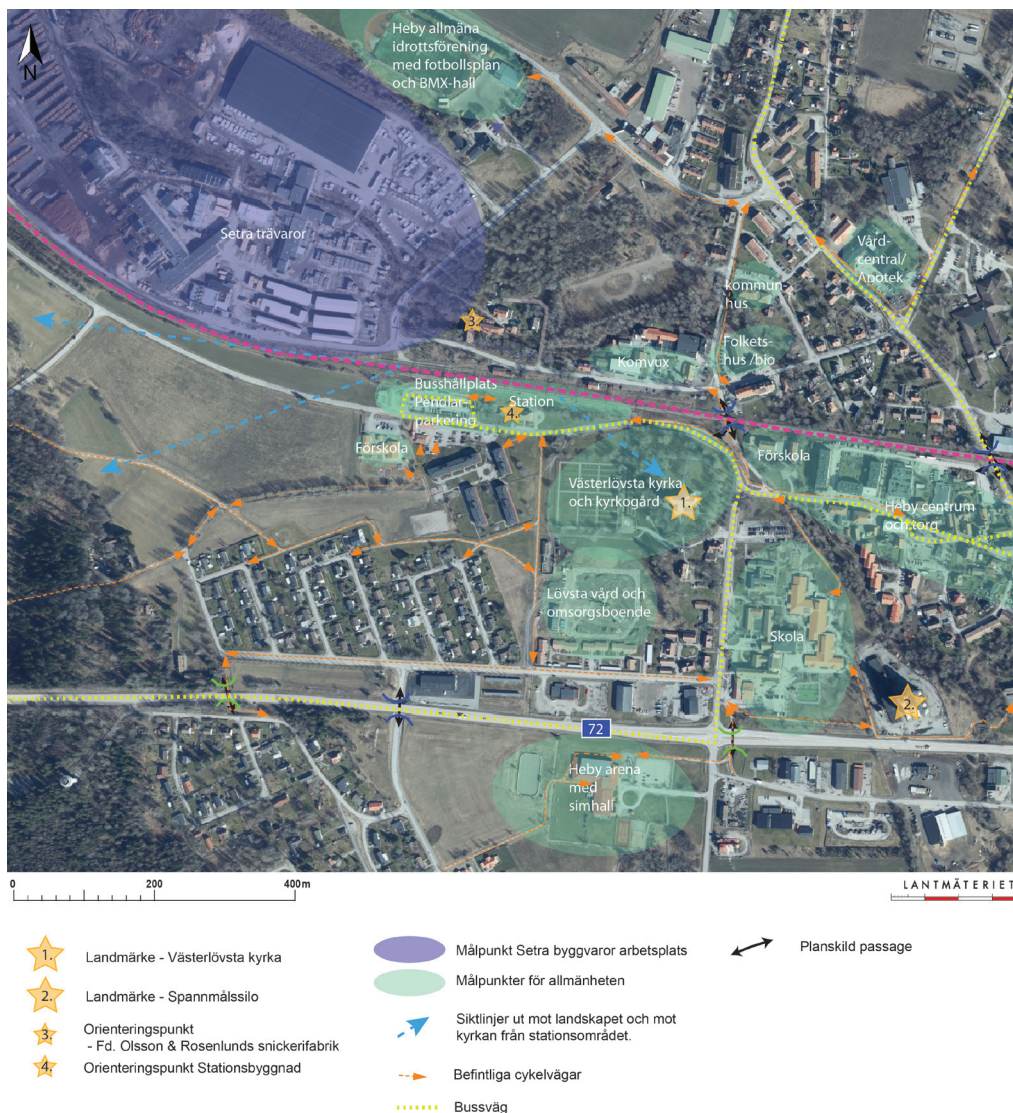 Heby allmäna
idrottsförening
med fotbollsplan
och BMX-hall
N
Setra trävaror
Vård-
central/
Apotek
kommun
hus
3.
Folkets-
hus /bio
Komvux
Busshållplats
Pendlar-
parkering
Station
4.
Förskola
Förskola
Västerlövsta kyrka
och kyrkogård
1.
Heby centrum
och torg
Lövsta vård och
omsorgsboende
Skola
2.
72
Heby arena
med
simhall
0 200 400m
LANTMÄTERIET
1. Landmärke - Västerlövsta kyrka
2. Landmärke - Spannmålssilo
3. Orienteringspunkt
- Fd. Olsson & Rosenlunds snickerifabrik
4. Orienteringspunkt Stationsbyggnad
Målpunkt Setra byggvaror arbetsplats
Målpunkter för allmänheten
Siktlinjer ut mot landskapet och mot
kyrkan från stationsområdet.
Befintliga cykelvägar
Bussväg
Planskild passage